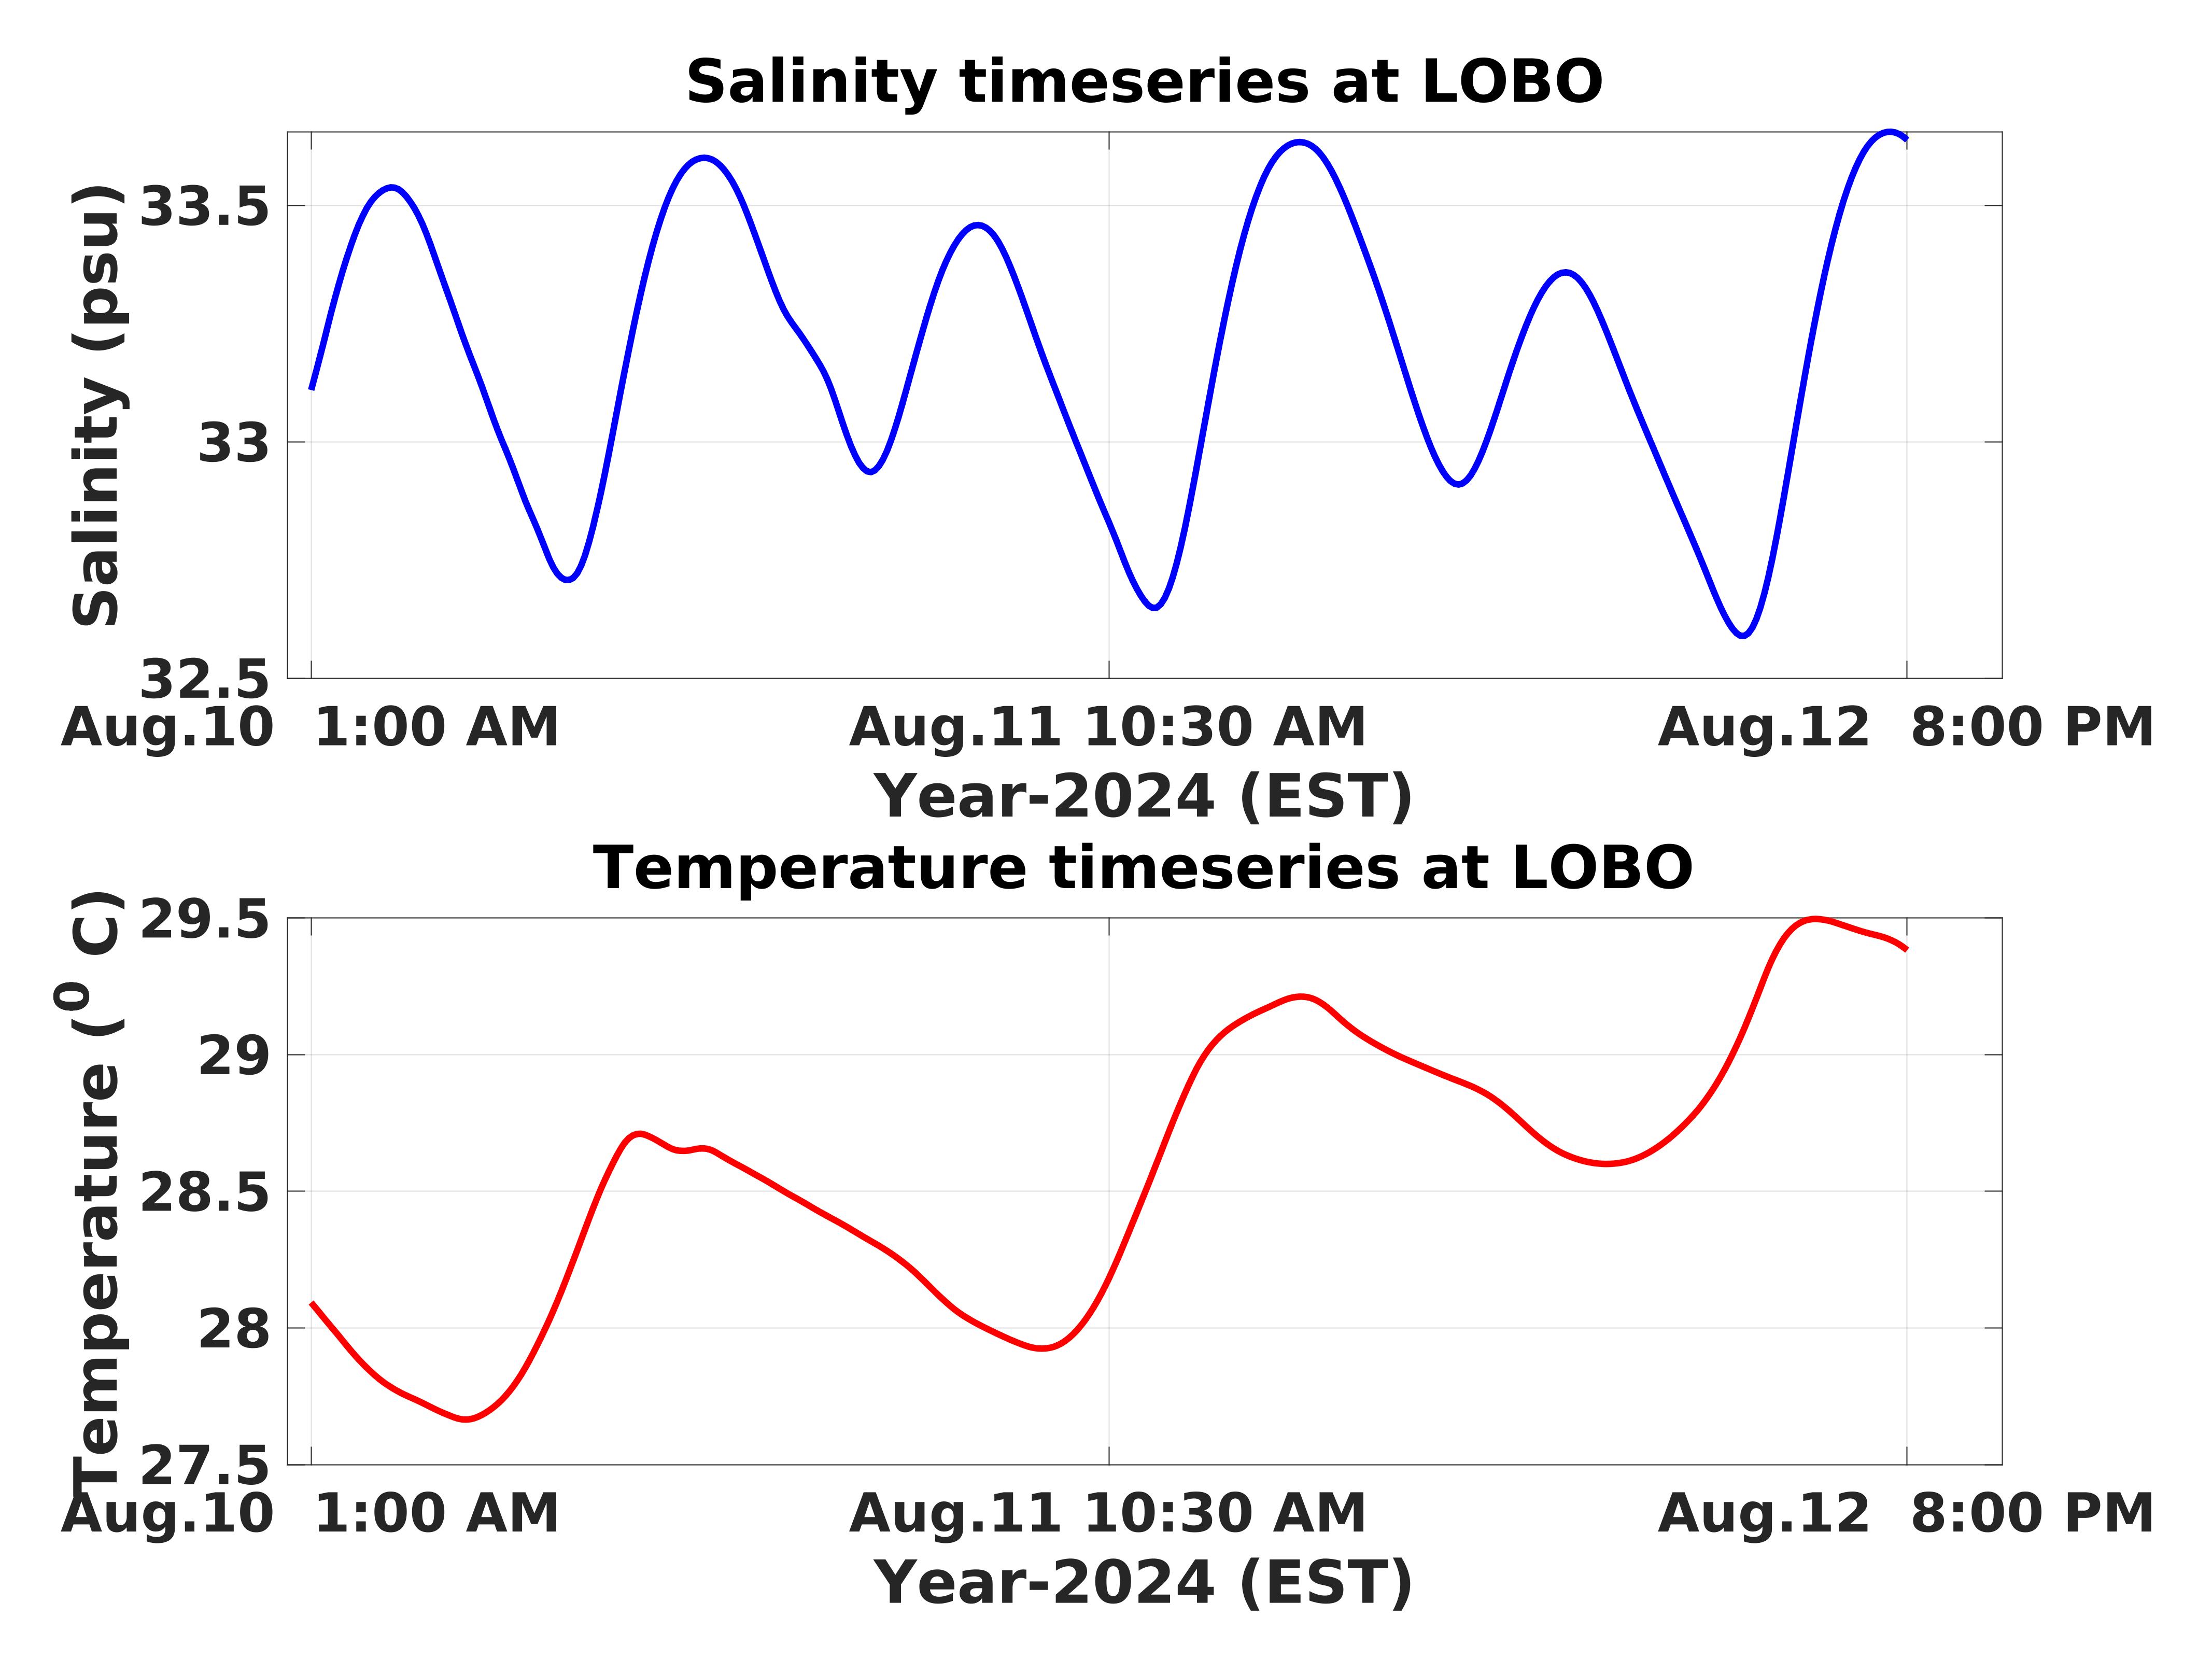 Salinity timeseries at LOBO
Salinity (psu)
33.5
33
32.5
Aug.10  1:00 AM
Aug.11 10:30 AM
Aug.12  8:00 PM
Year-2024 (EST)
Temperature timeseries at LOBO
Temperature (⁰ C)
29.5
29
28.5
28
27.5
Aug.10  1:00 AM
Aug.11 10:30 AM
Aug.12  8:00 PM
Year-2024 (EST)